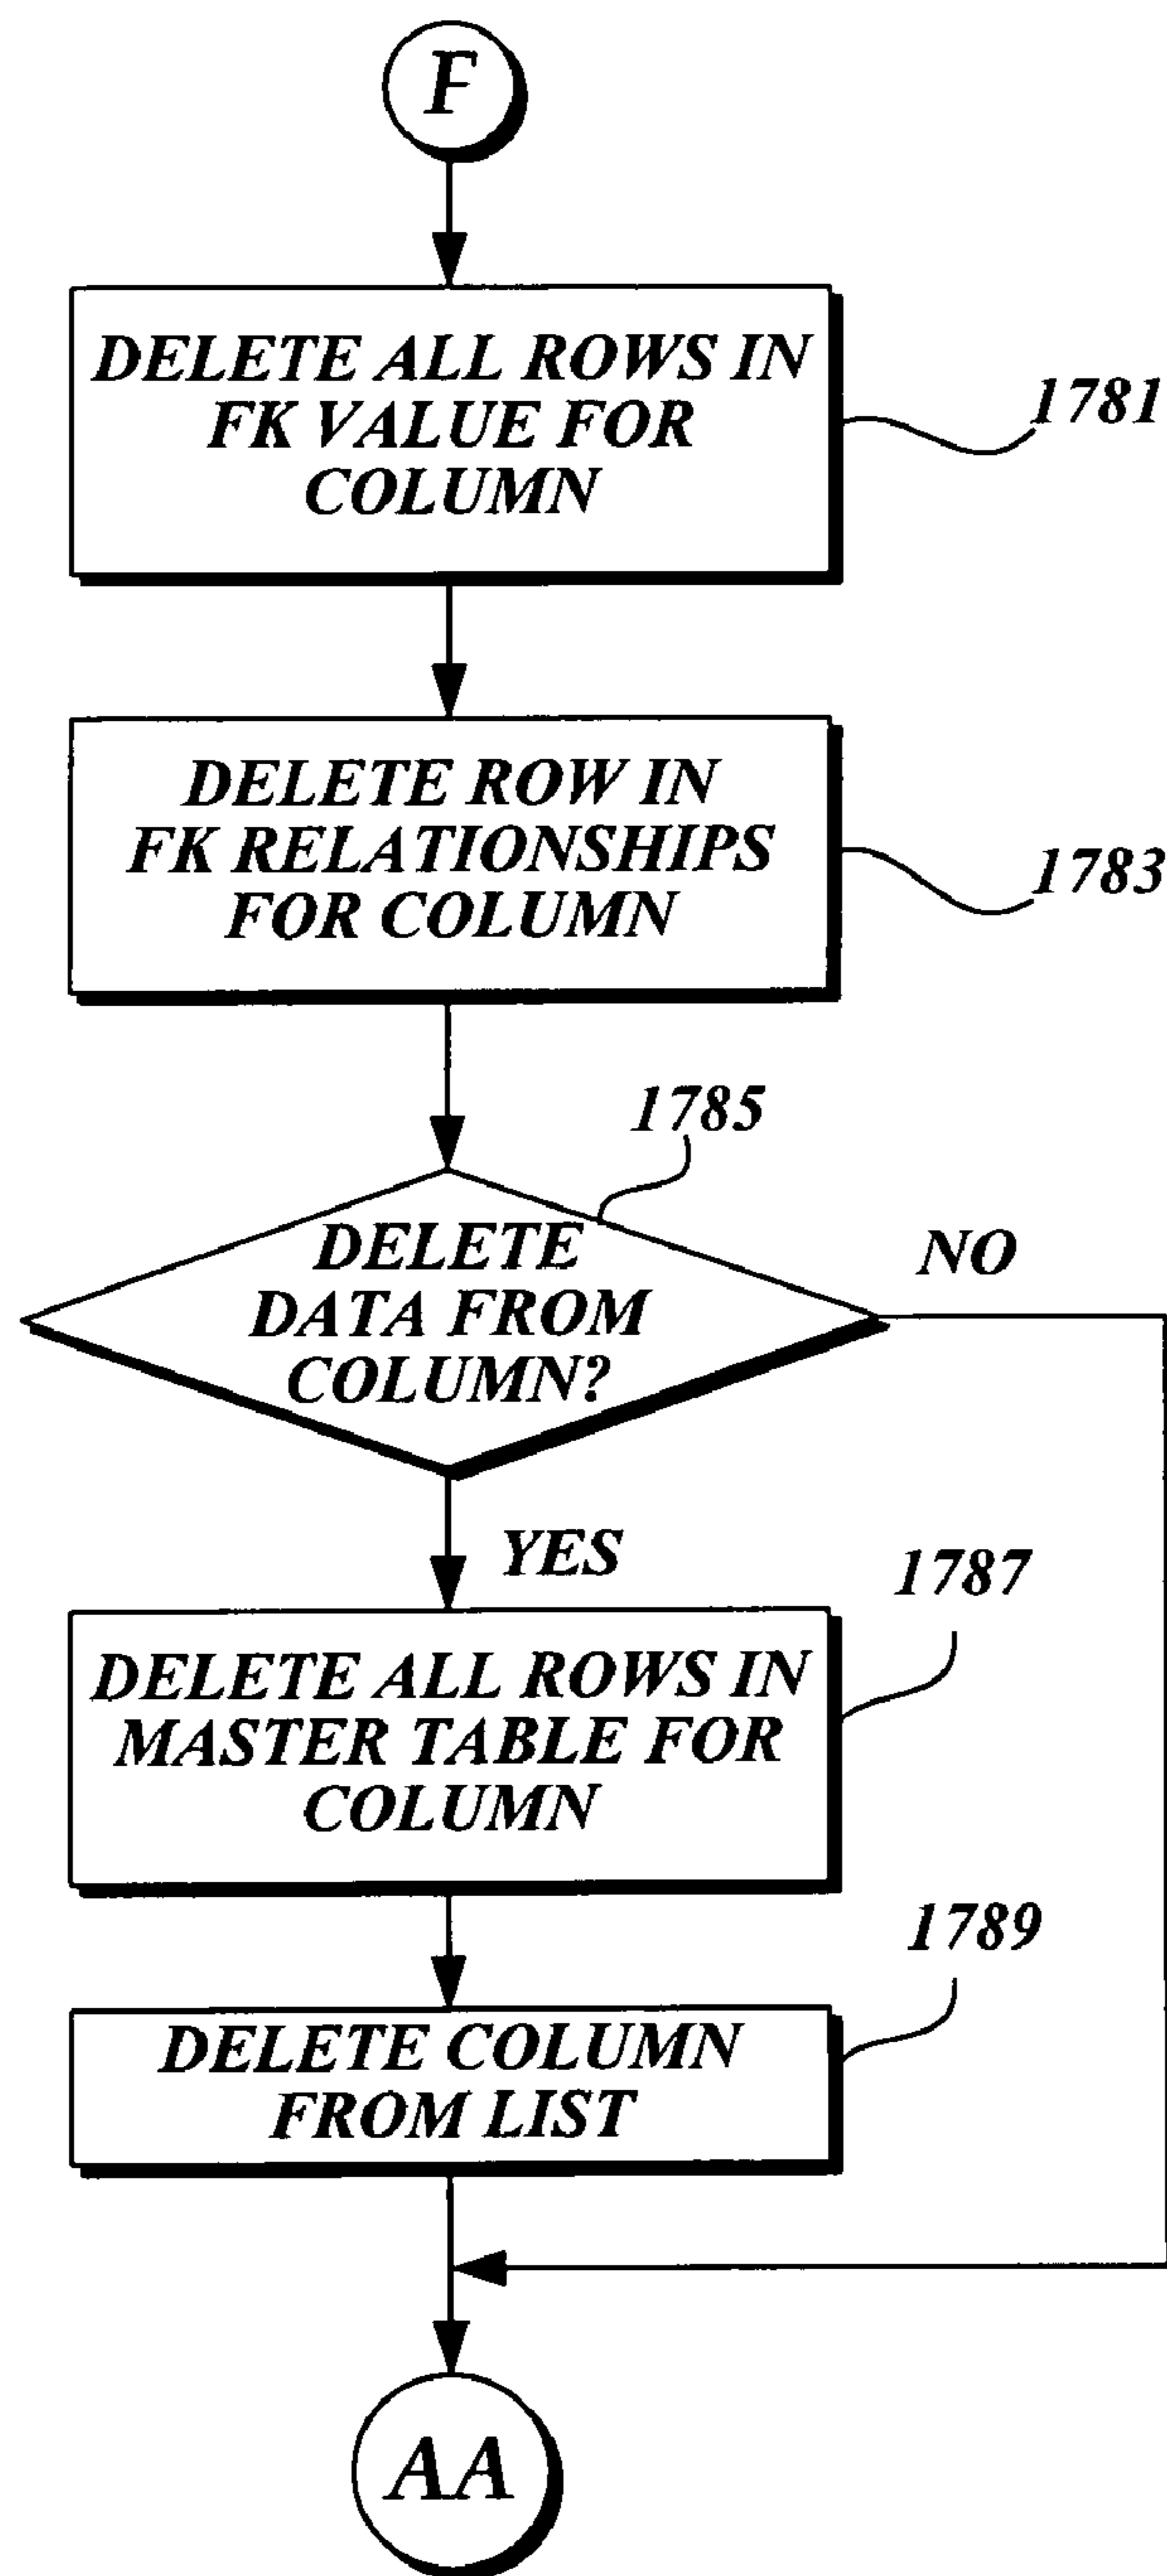 F
DELETE ALL ROWS IN
FK VALUE FOR
COLUMN
1781
DELETE ROW IN
FK RELATIONSHIPS
FOR COLUMN
1783
1785
DELETE
DATA FROM
COLUMN?
NO
YES
1787
DELETE ALL ROWS IN
MASTER TABLE FOR
COLUMN
1789
DELETE COLUMN
FROM LIST
AA